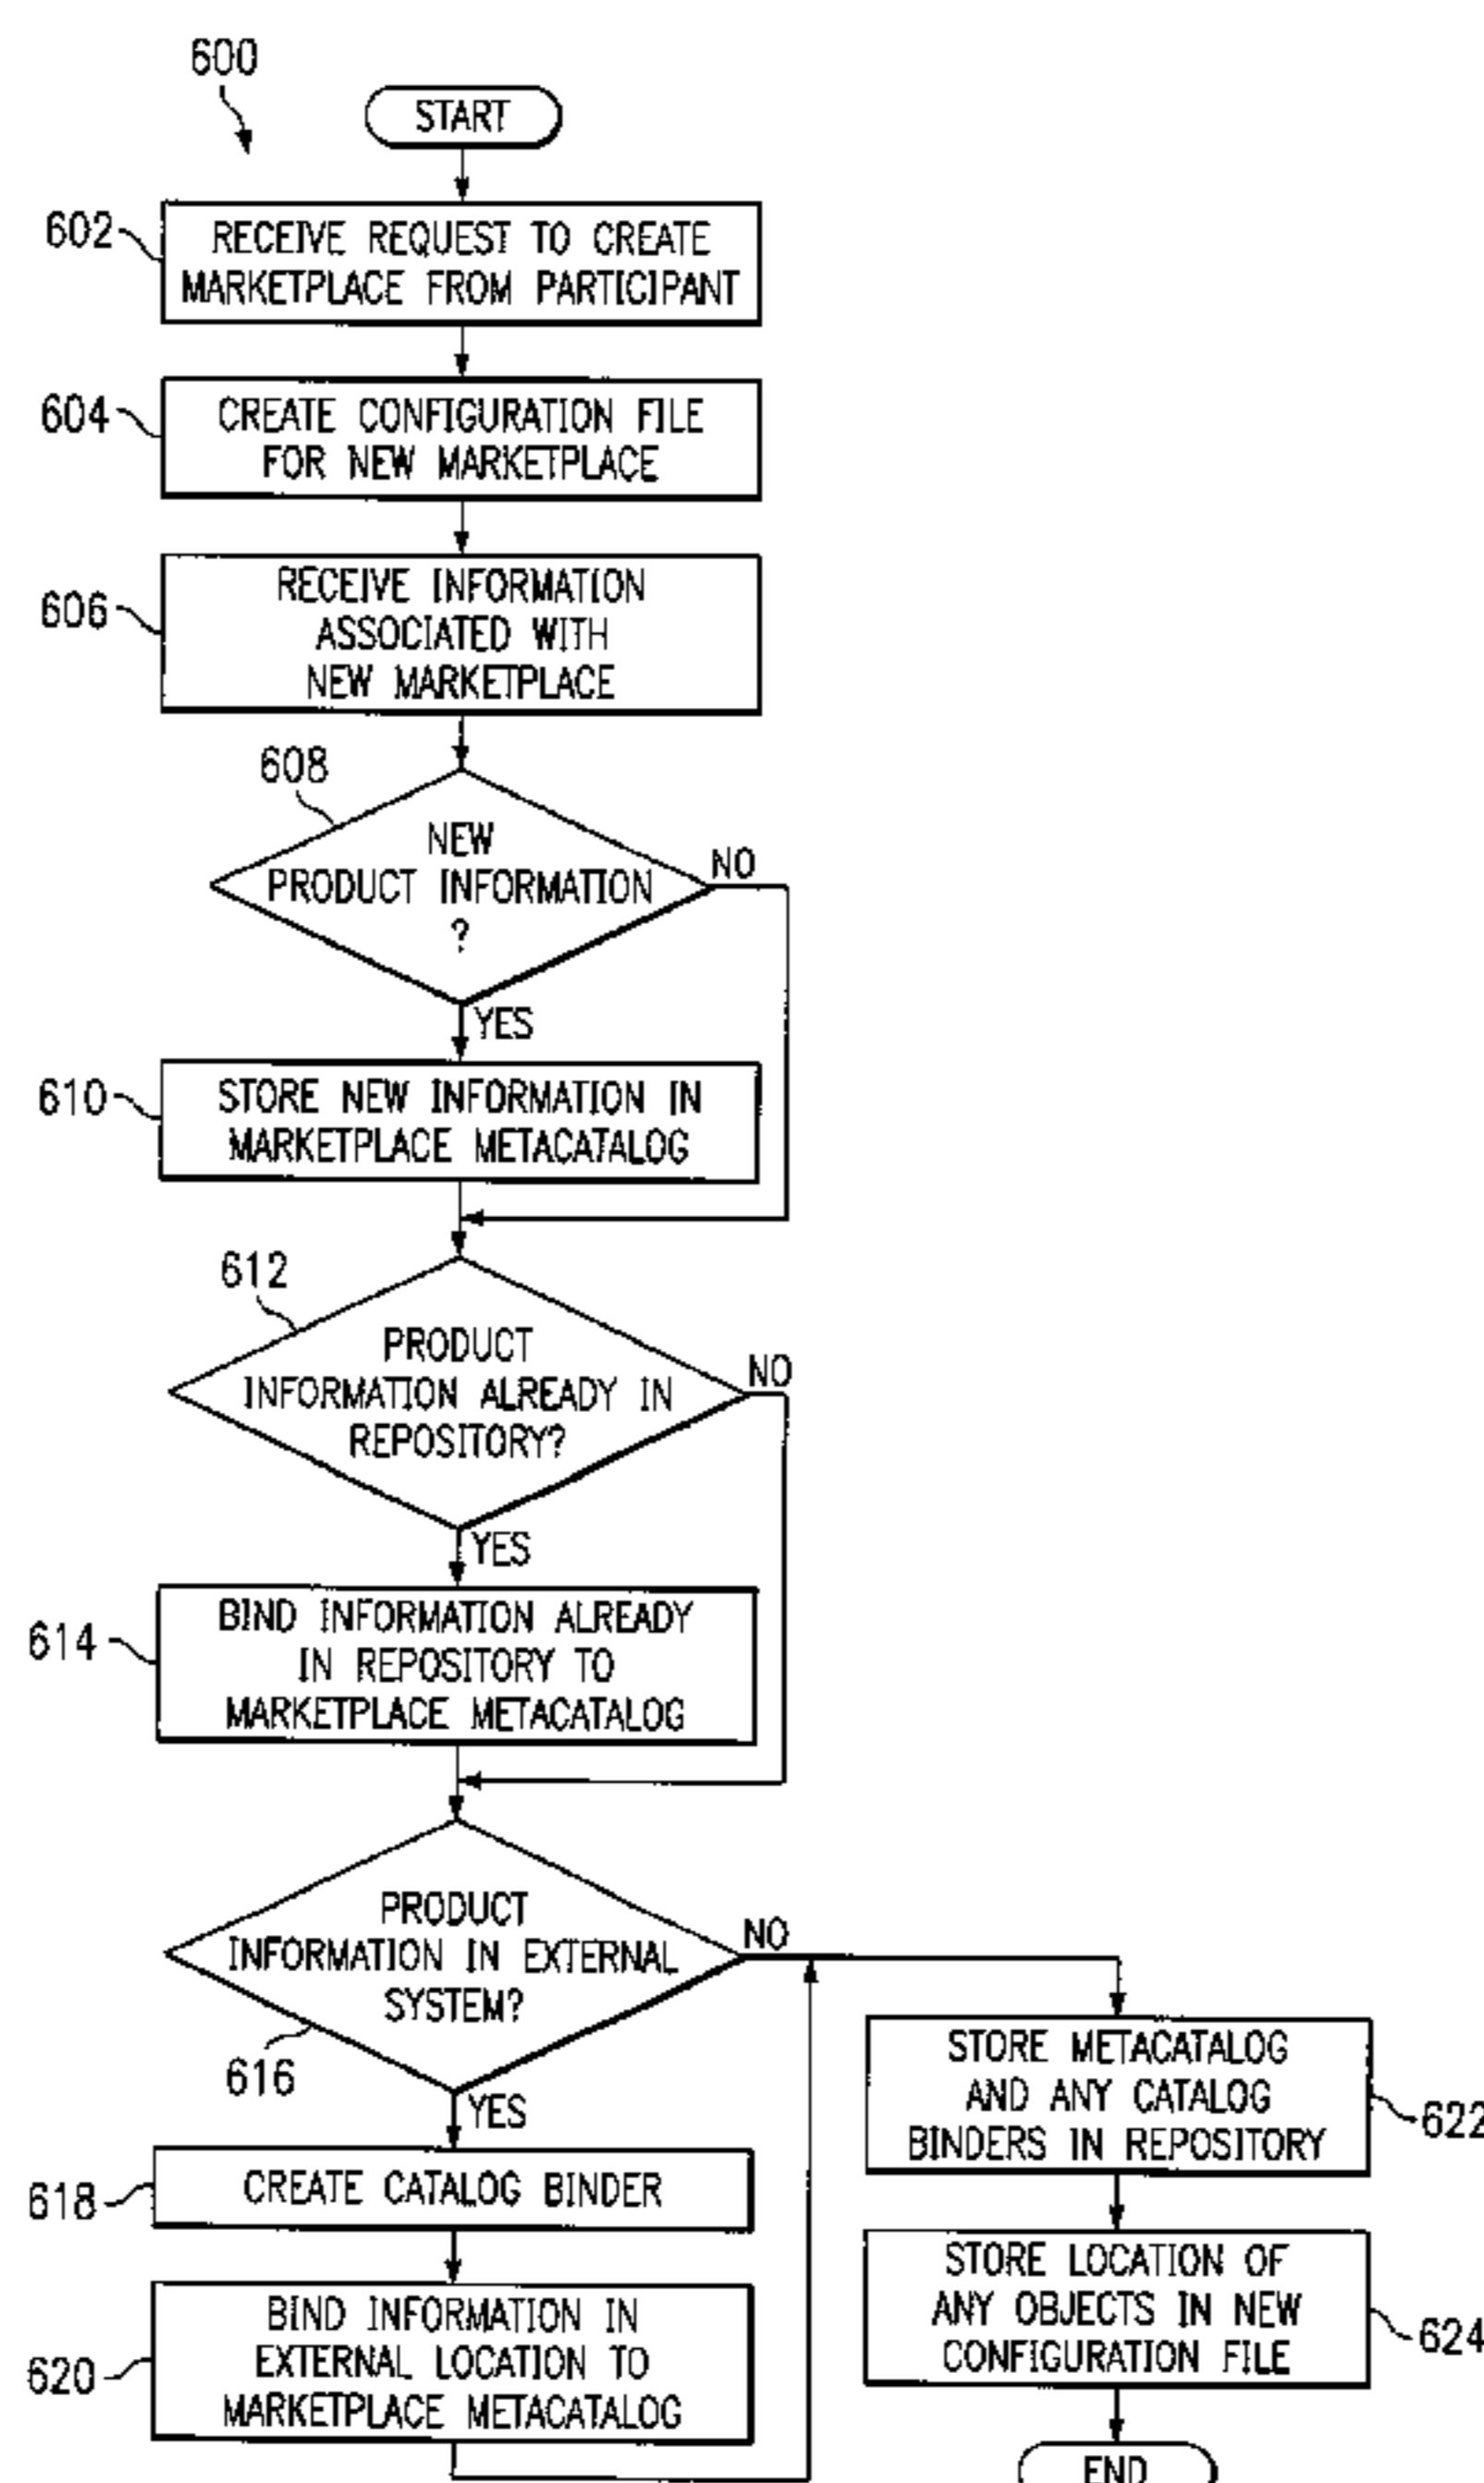 600
START
602
RECEIVE REQUEST TO CREATE
MARKETPLACE FROM PARTICIPANT
604
CREATE CONFIGURATION FILE
FOR NEW MARKETPLACE
606
RECEIVE INFORMATION
ASSOCIATED WITH
NEW MARKETPLACE
608
NEW
PRODUCT INFORMATION
?
NO
YES
610
STORE NEW INFORMATION IN
MARKETPLACE METACATALOG
612
PRODUCT
INFORMATION ALREADY IN
REPOSITORY?
NO
YES
614
BIND INFORMATION ALREADY
IN REPOSITORY TO
MARKETPLACE METACATALOG
PRODUCT
INFORMATION IN EXTERNAL
SYSTEM?
NO
616
YES
618
CREATE CATALOG BINDER
620
BIND INFORMATION IN
EXTERNAL LOCATION TO
MARKETPLACE METACATALOG
STORE METACATALOG
AND ANY CATALOG
BINDERS IN REPOSITORY
622
STORE LOCATION OF
ANY OBJECTS IN NEW
CONFIGURATION FILE
624
END